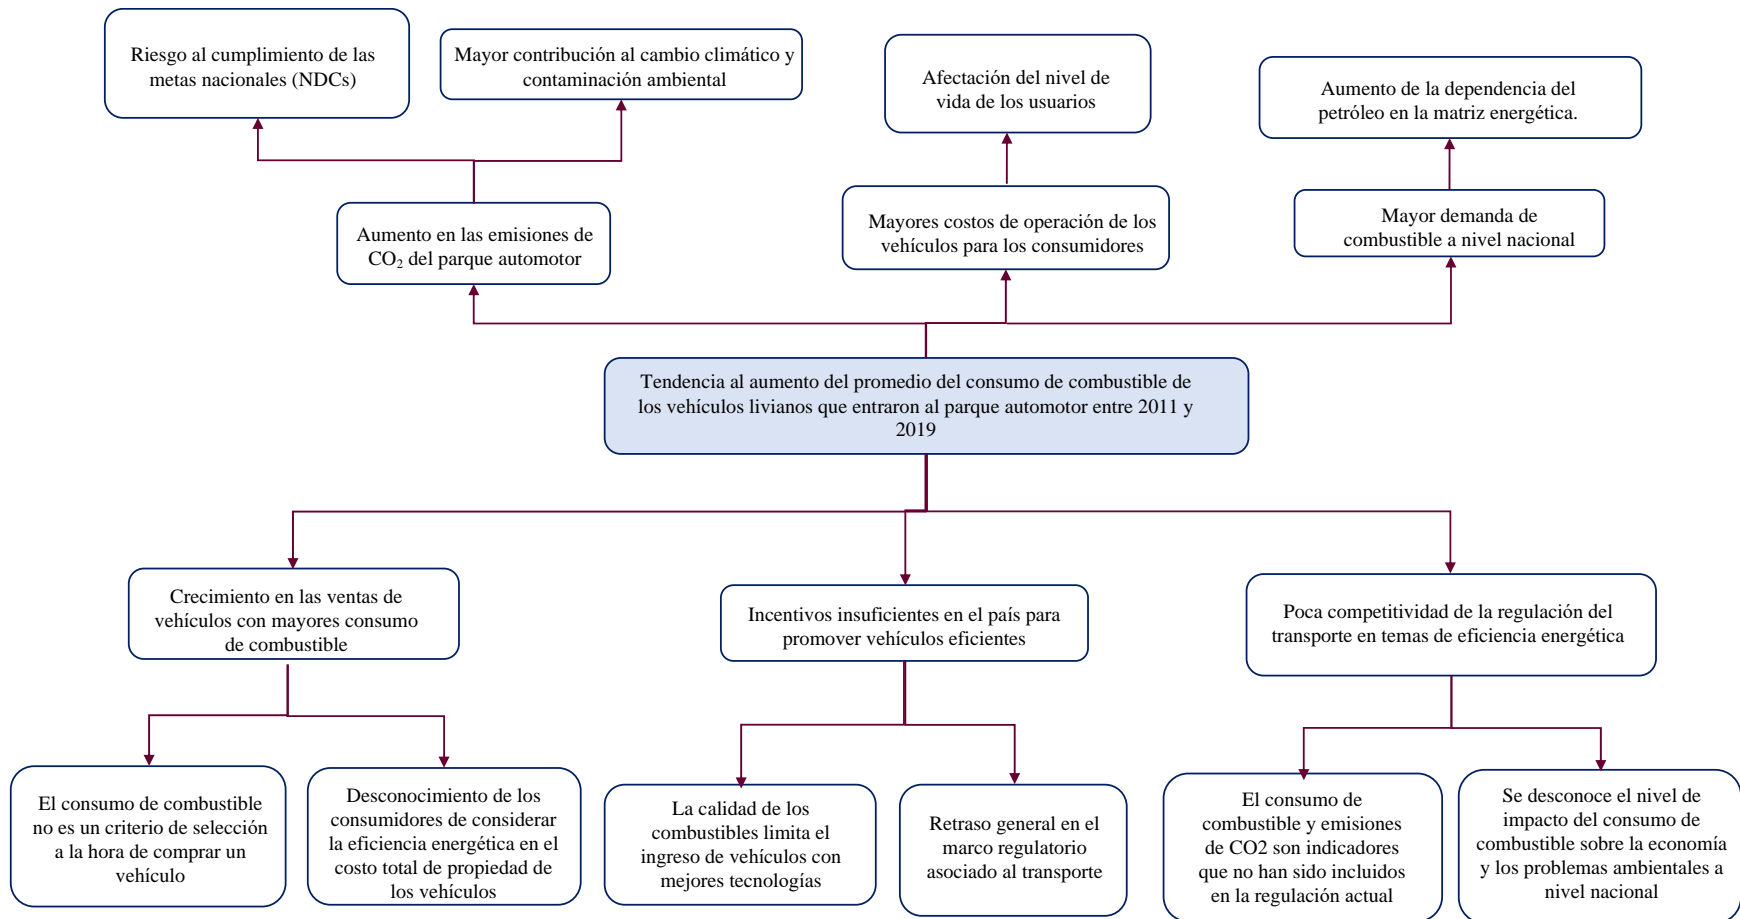 Riesgo al cumplimiento de las
metas nacionales (NDCs)
Mayor contribución al cambio climático y
contaminación ambiental
Afectación del nivel de
vida de los usuarios
Aumento de la dependencia del
petróleo en la matriz energética.
Aumento en las emisiones de
CO₂ del parque automotor
Mayores costos de operación de los
vehículos para los consumidores
Mayor demanda de
combustible a nivel nacional
Tendencia al aumento del promedio del consumo de combustible de
los vehículos livianos que entraron al parque automotor entre 2011 y
2019
Crecimiento en las ventas de
vehículos con mayores consumo
de combustible
Incentivos insuficientes en el país para
promover vehículos eficientes
Poca competitividad de la regulación del
transporte en temas de eficiencia energética
El consumo de combustible
no es un criterio de selección
a la hora de comprar un
vehículo
Desconocimiento de los
consumidores de considerar
la eficiencia energética en el
costo total de propiedad de
los vehículos
La calidad de los
combustibles limita el
ingreso de vehículos con
mejores tecnologías
Retraso general en el
marco regulatorio
asociado al transporte
El consumo de
combustible y emisiones
de CO2 son indicadores
que no han sido incluidos
en la regulación actual
Se desconoce el nivel de
impacto del consumo de
combustible sobre la economía
y los problemas ambientales a
nivel nacional